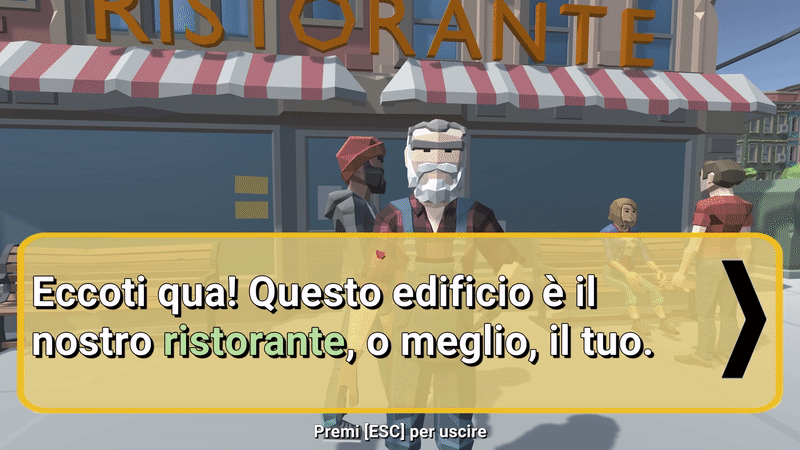 RISTORANTE
Eccoti qua! Questo edificio è il
nostro ristorante, o meglio, il tuo.
Premi [ESC] per uscire